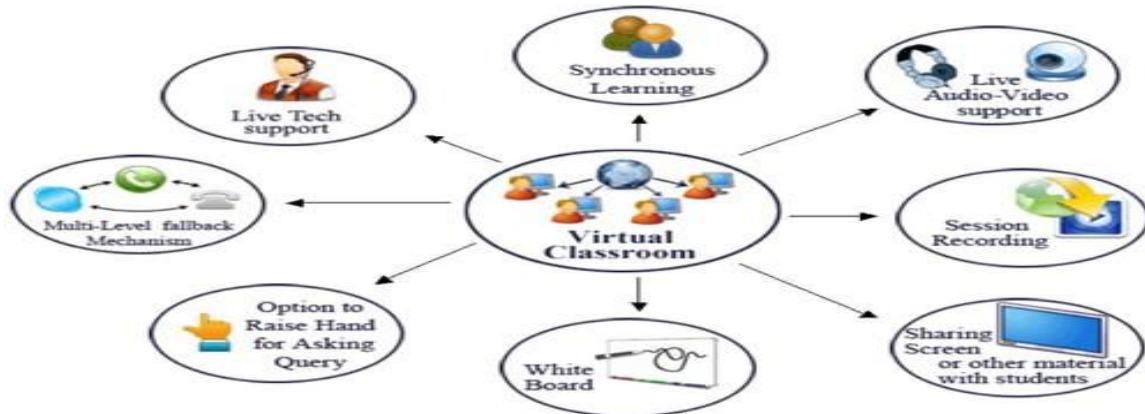 Synchronous
Learning
Live
Audio-Video
support
Live Tech
support
Multi-Level fallback
Mechanism
Virtual
Classroom
Session
Recording
Option to
Raise Hand
for Asking
Query
White
Board
Sharing
Screen
or other material
with students